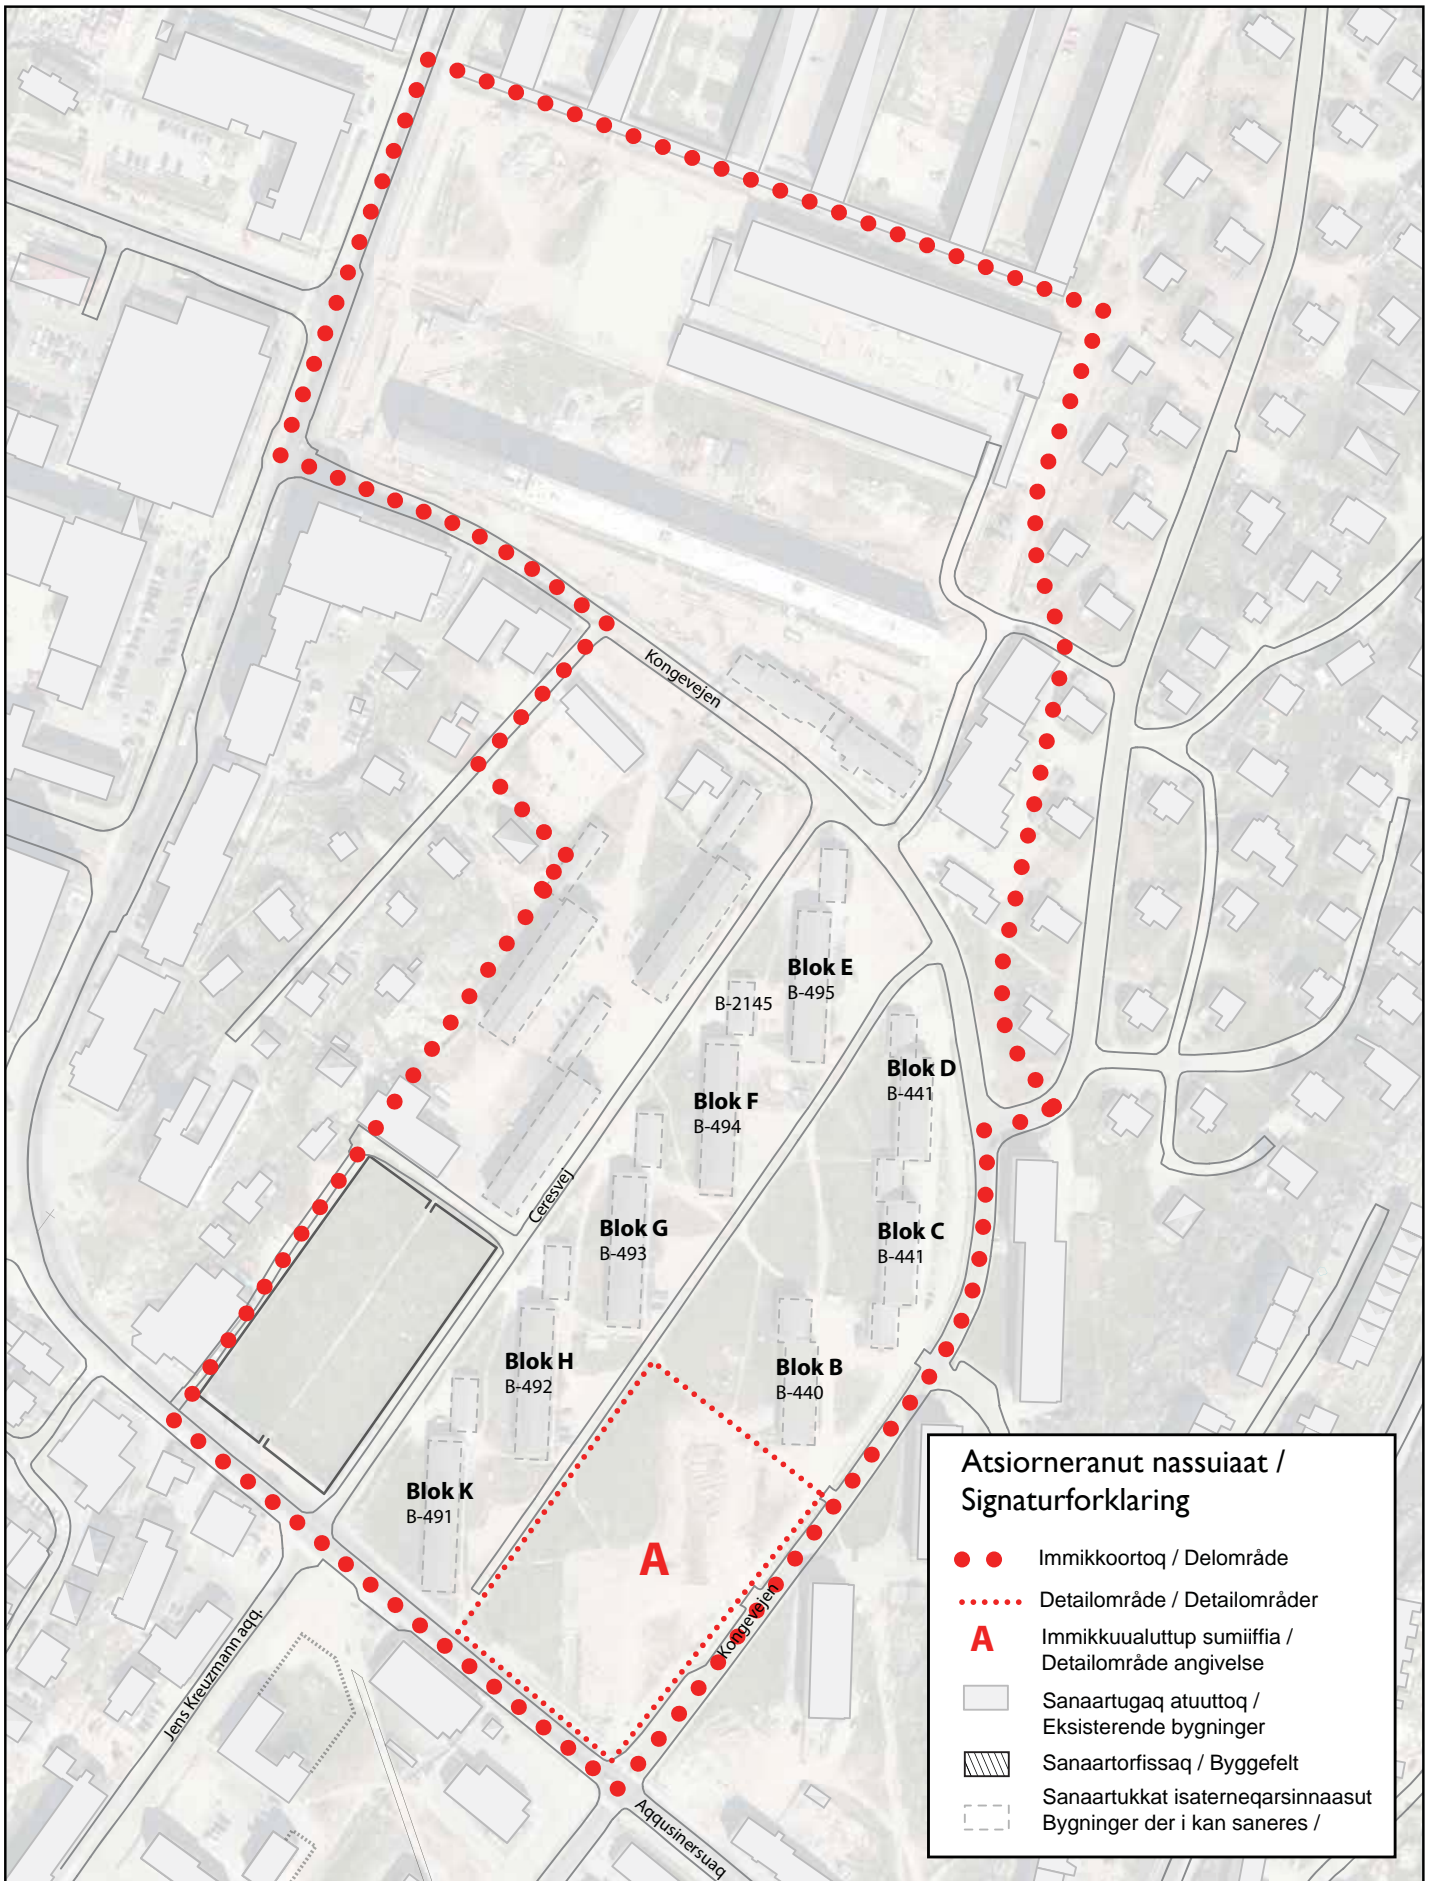 Kongevejen
Blok E
B-495
B-2145
Blok D
B-441
Blok F
B-494
Ceresvej
Blok G
B-493
Blok C
B-441
Blok H
B-492
Blok B
B-440
Blok K
B-491
A
Kongevejen
Jens Kreuzmann aqq.
Aqqusinersuaq
Atsiorneranut nassuiaat /
Signaturforklaring
Immikkoortoq / Delområde
Detailområde / Detailområder
A
Immikkuualuttup sumiiffia /
Detailområde angivelse
Sanaartugaq atuuttoq /
Eksisterende bygninger
Sanaartorfissaq / Byggefelt
Sanaartukkat isaterneqarsinnaasut
Bygninger der i kan saneres /